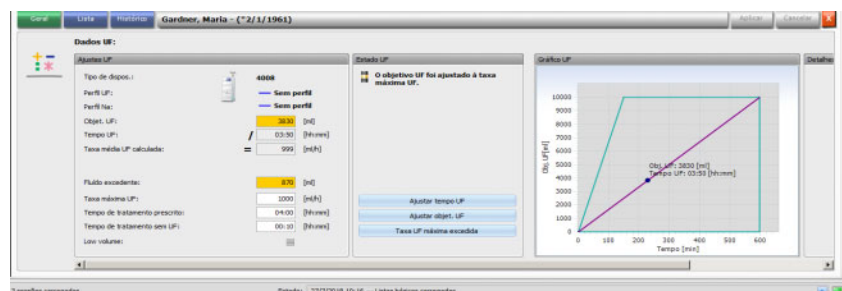 Geral Lista Histórico Gardner, Maria - (*2/1/1961) Aplicar Cancelar X
Dados UF:
Ajustes UF
Tipo de dispos.: 4008
Perfil UF: Sem perfil
Perfil Na: Sem perfil
Objet. UF: 3830 [ml]
Tempo UF: / 03:50 [hh:mm]
Taxa média UF calculada: = 999 [ml/h]
Fluido excedente: 870 [ml]
Taxa máxima UF: 1000 [ml/h]
Tempo de tratamento prescrito: 04:00 [hh:mm]
Tempo de tratamento sem UF: 00:10 [hh:mm]
Low volume:
Estado UF
O objetivo UF foi ajustado à taxa
máxima UF.
Ajustar tempo UF
Ajustar objet. UF
Taxa UF máxima excedida
Gráfico UF
Obj. UF[ml]
10000
9000
8000
7000
6000
5000
4000
3000
2000
1000
0
Obj. UF: 3830 [ml]
Tempo UF: 03:50 [hh:mm]
0 100 200 300 400 500 600
Tempo [min]
Detalhes